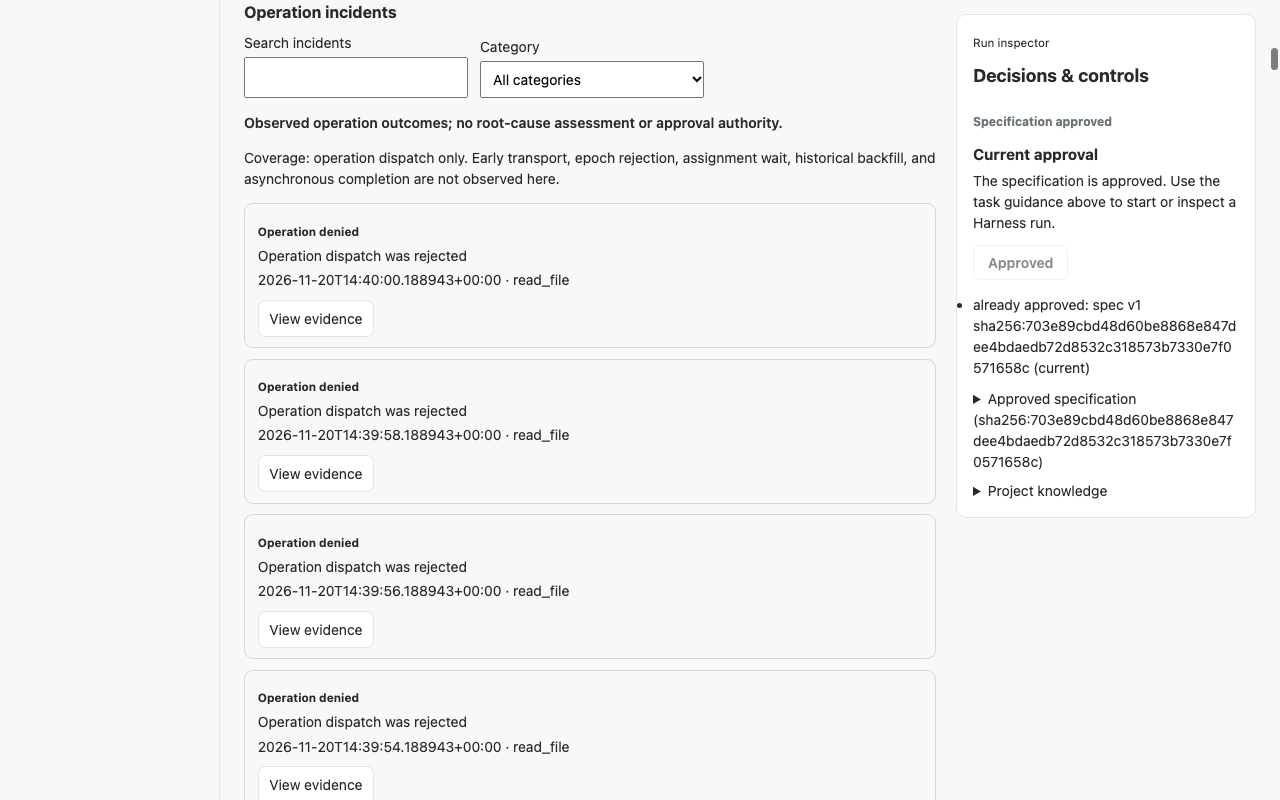 Operation incidents
Search incidents
Category
All categories
Observed operation outcomes; no root-cause assessment or approval authority.
Coverage: operation dispatch only. Early transport, epoch rejection, assignment wait, historical backfill, and
asynchronous completion are not observed here.
Operation denied
Operation dispatch was rejected
2026-11-20T14:40:00.188943+00:00 · read_file
View evidence
Operation denied
Operation dispatch was rejected
2026-11-20T14:39:58.188943+00:00 · read_file
View evidence
Operation denied
Operation dispatch was rejected
2026-11-20T14:39:56.188943+00:00 · read_file
View evidence
Operation denied
Operation dispatch was rejected
2026-11-20T14:39:54.188943+00:00 · read_file
View evidence
Run inspector
Decisions & controls
Specification approved
Current approval
The specification is approved. Use the
task guidance above to start or inspect a
Harness run.
Approved
already approved: spec v1
sha256:703e89cbd48d60be8868e847d
ee4bdaedb72d8532c318573b7330e7f0
571658c (current)
Approved specification
(sha256:703e89cbd48d60be8868e847
dee4bdaedb72d8532c318573b7330e7f
0571658c)
Project knowledge